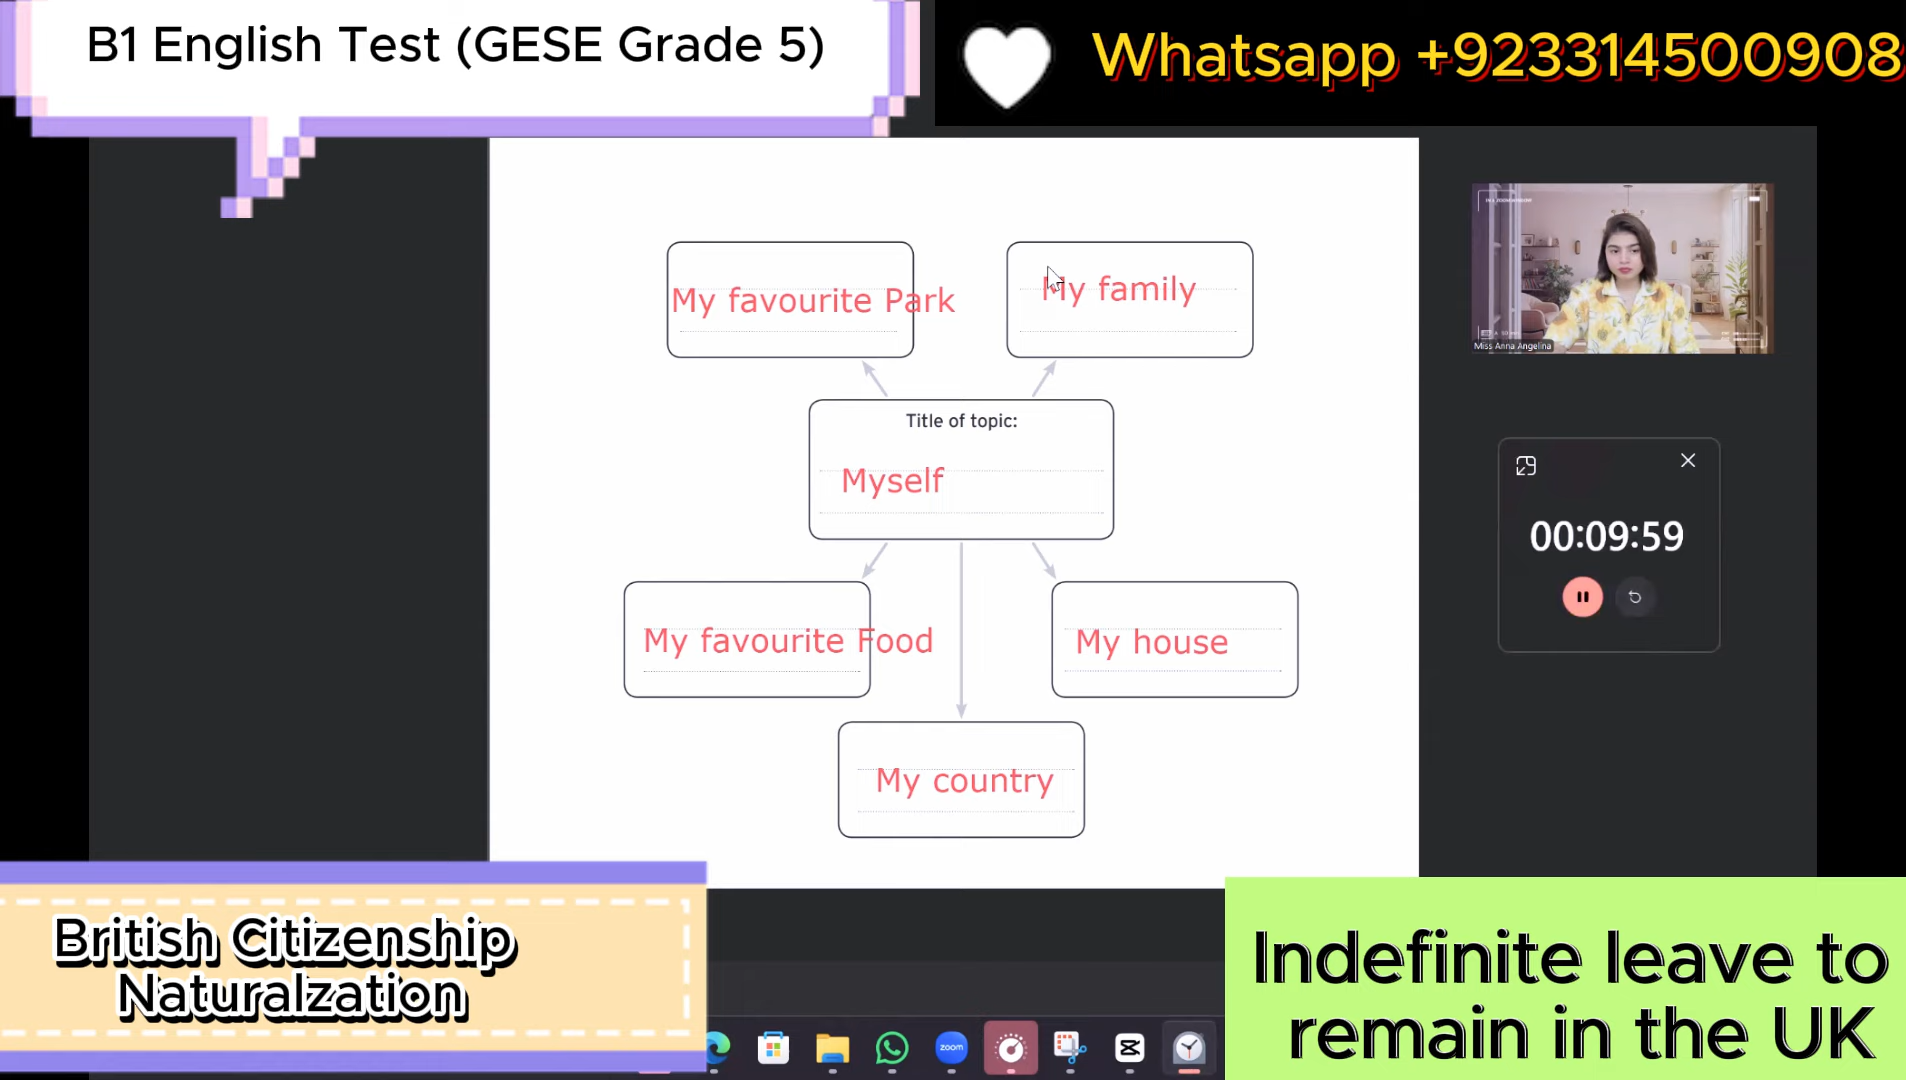 B1 English Test (GESE Grade 5)
Whatsapp +923314500908
My favourite Park
My family
Miss Anna Angelina
Title of topic:
Myself
00:09:59
My favourite Food
My house
My country
British Citizenship
Naturalzation
Indefinite leave to
remain in the UK
zoom